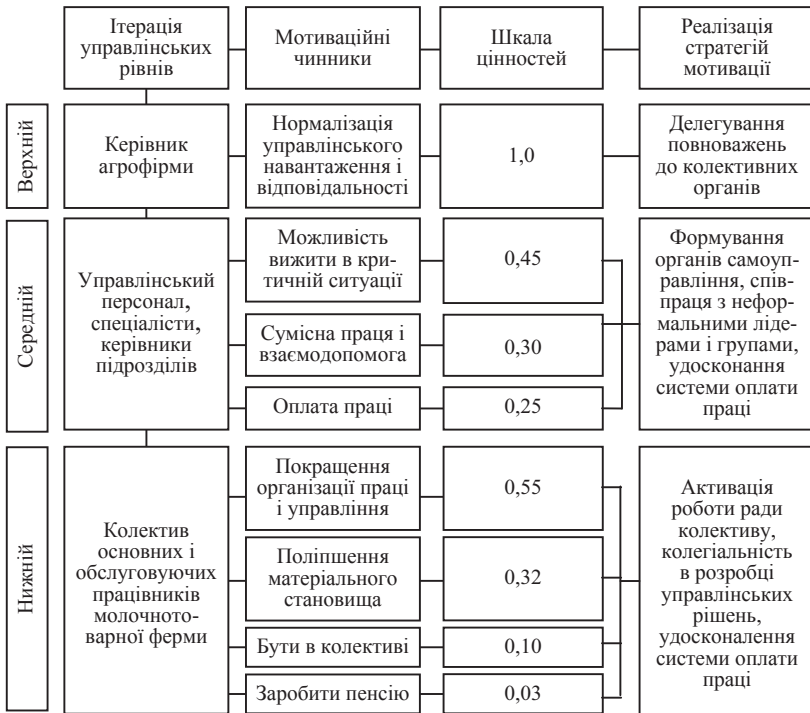 Ітерація
управлінських
рівнів
Мотиваційні
чинники
Шкала
цінностей
Реалізація
стратегій
мотивації
Верхній
Керівник
агрофірми
Нормалізація
управлінського
навантаження і
відповідальності
1,0
Делегування
повноважень
до колективних
органів
Середній
Управлінський
персонал,
спеціалісти,
керівники
підрозділів
Можливість
вижити в кри-
тичній ситуації
0,45
Сумісна праця і
взаємодопомога
0,30
Оплата праці
0,25
Формування
органів самоуп-
равління, спів-
праця з нефор-
мальними ліде-
рами і групами,
удосконання
системи оплати
праці
Нижній
Колектив
основних і
обслуговуючих
працівників
молочното-
варної ферми
Покращення
організації праці
і управління
0,55
Поліпшення
матеріального
становища
0,32
Бути в колективі
0,10
Заробити пенсію
0,03
Активація
роботи ради
колективу,
колегіальність
в розробці
управлінських
рішень,
удосконалення
системи оплати
праці